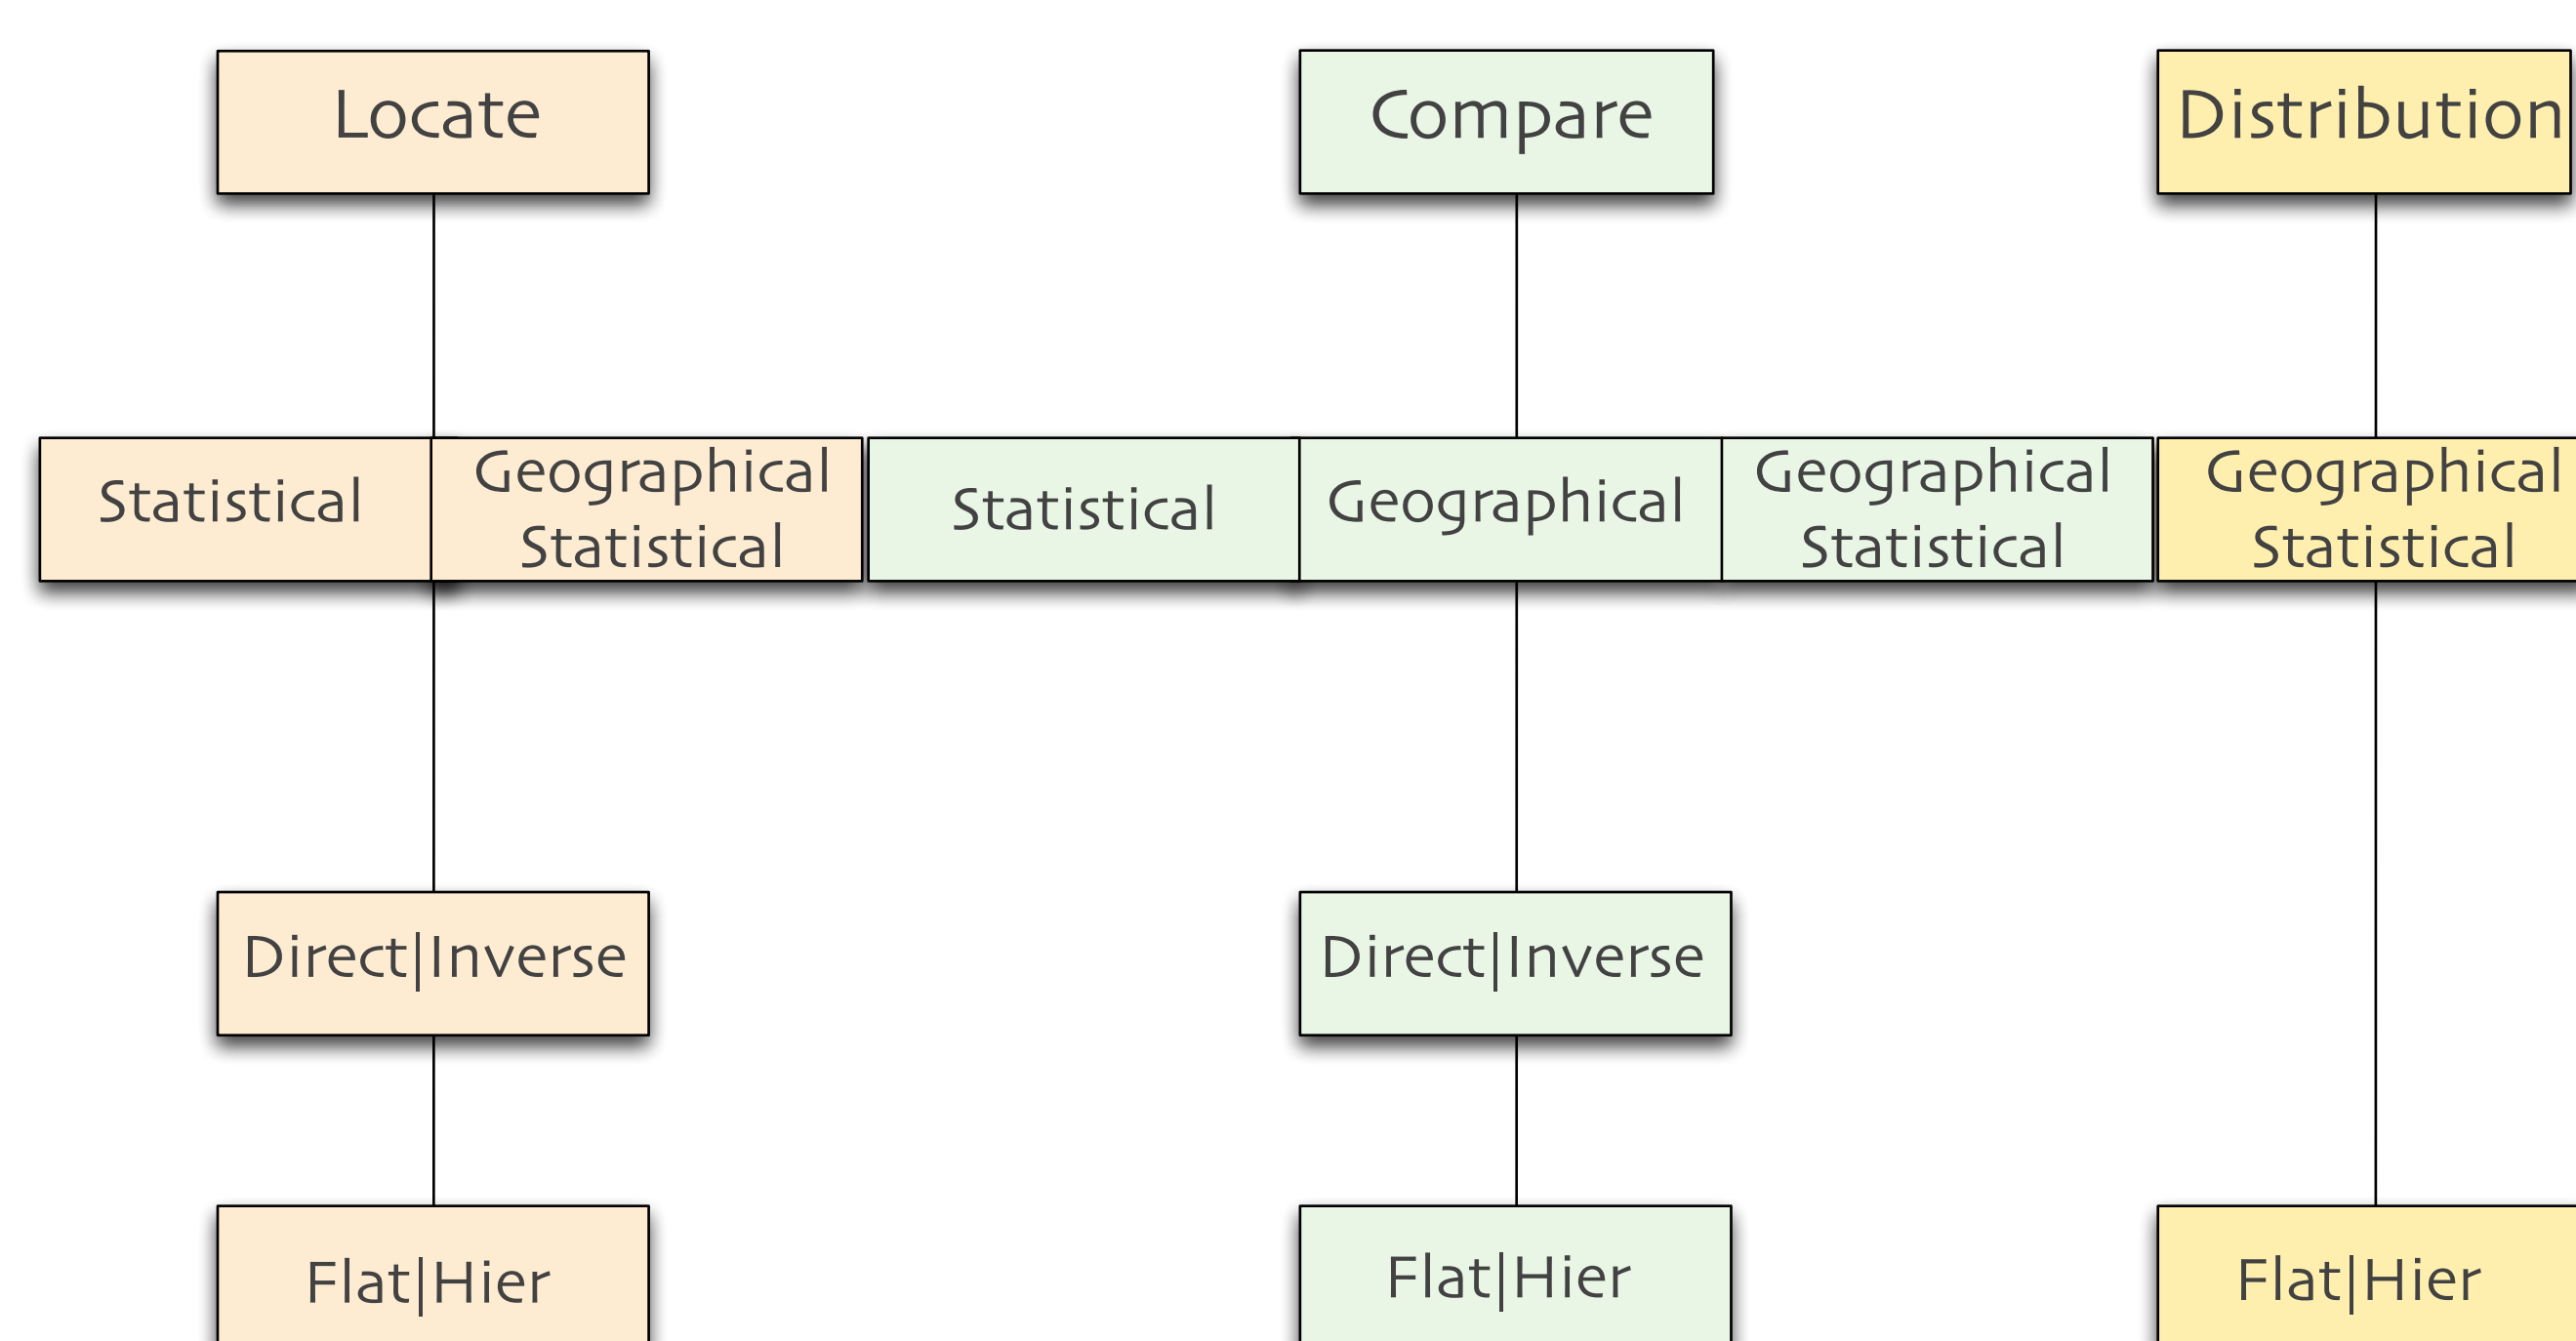 Locate
Compare
Distribution
Statistical
Geographical
Statistical
Statistical
Geographical
Geographical
Statistical
Geographical
Statistical
Direct|Inverse
Direct|Inverse
Flat|Hier
Flat|Hier
Flat|Hier